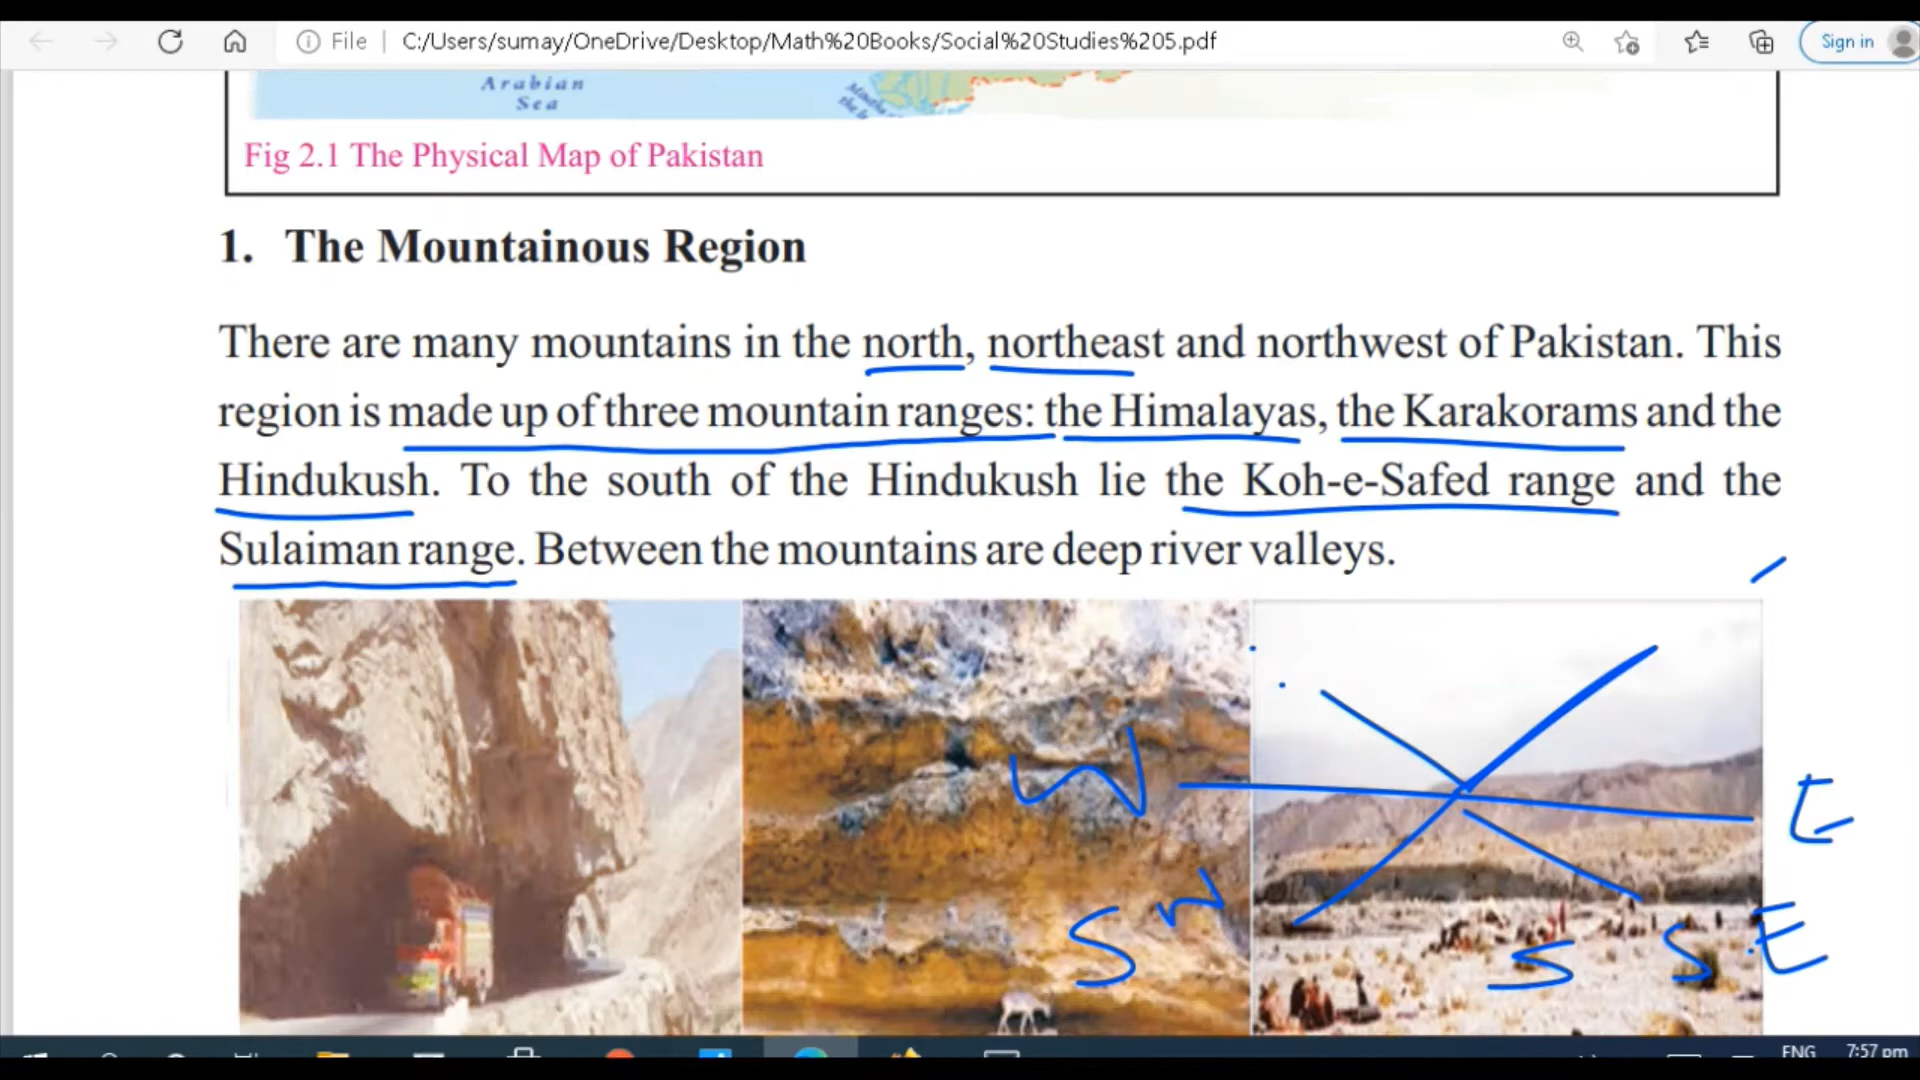 File C:/Users/sumay/OneDrive/Desktop/Math%20Books/Social%20Studies%205.pdf Sign in
Arabian
Sea
Fig 2.1 The Physical Map of Pakistan
1. The Mountainous Region
There are many mountains in the north, northeast and northwest of Pakistan. This
region is made up of three mountain ranges: the Himalayas, the Karakorams and the
Hindukush. To the south of the Hindukush lie the Koh-e-Safed range and the
Sulaiman range. Between the mountains are deep river valleys.
W E
S W S S.E
ENG 7:57 pm